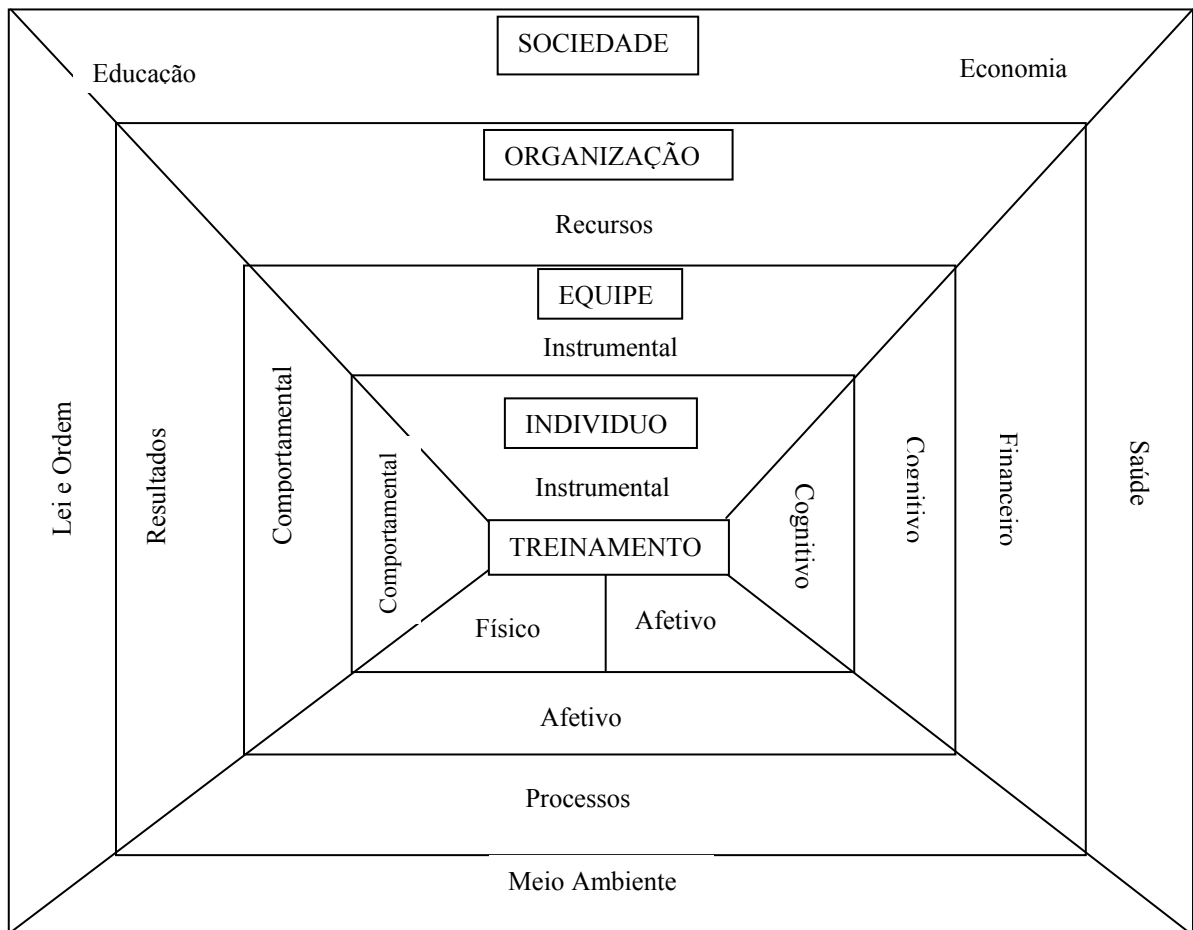 SOCIEDADE
Educação
Economia
ORGANIZAÇÃO
Recursos
EQUIPE
Instrumental
INDIVIDUO
Instrumental
TREINAMENTO
Lei e Ordem
Resultados
Comportamental
Comportamental
Cognitivo
Cognitivo
Financeiro
Saúde
Físico
Afetivo
Afetivo
Processos
Meio Ambiente